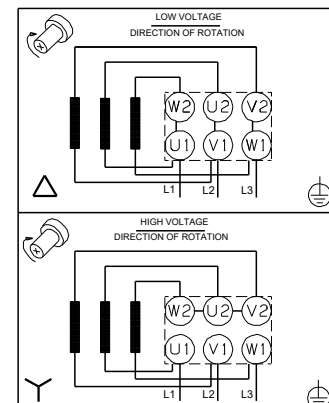 LOW VOLTAGE
DIRECTION OF ROTATION
W2 U2 V2
U1 V1 W1
L1 L2 L3
HIGH VOLTAGE
DIRECTION OF ROTATION
W2 U2 V2
U1 V1 W1
L1 L2 L3